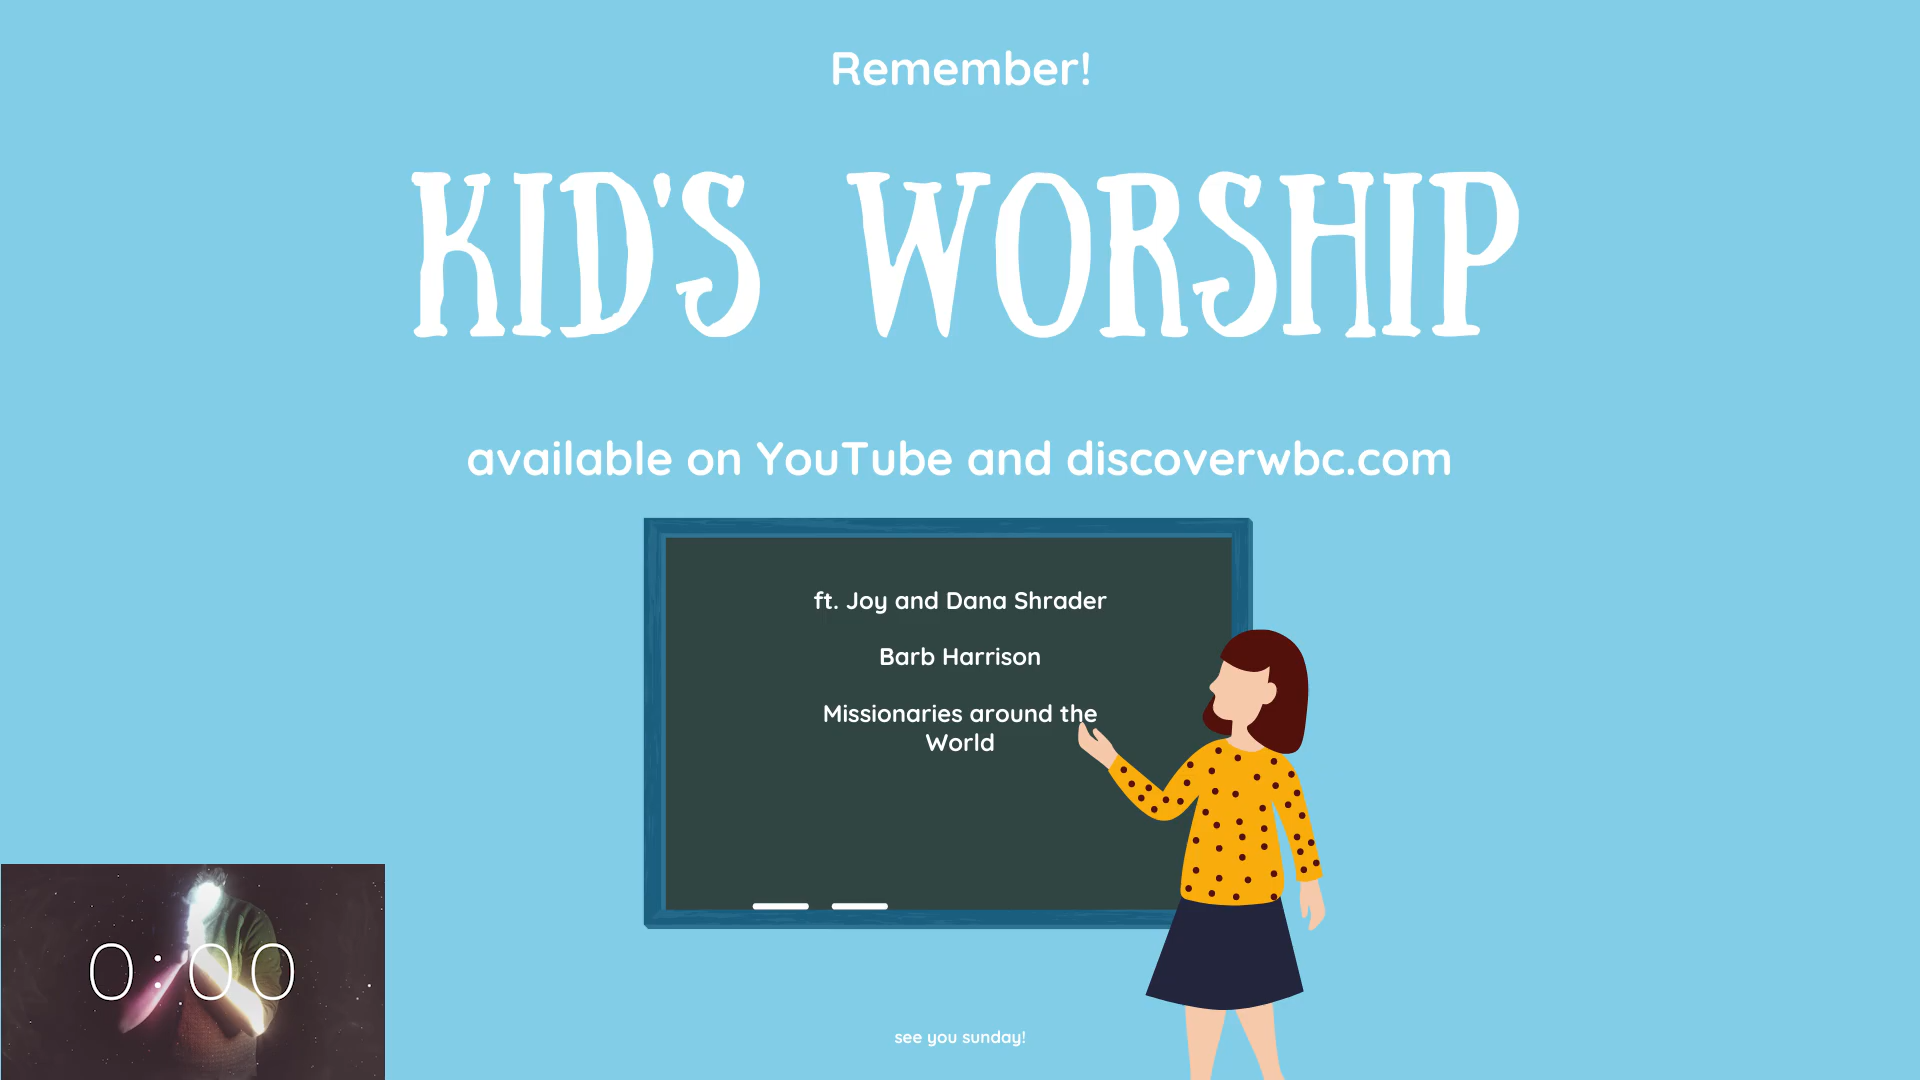 Remember!
KID'S WORSHIP
available on YouTube and discoverwbc.com
ft. Joy and Dana Shrader
Barb Harrison
Missionaries around the
World
0:00
see you sunday!